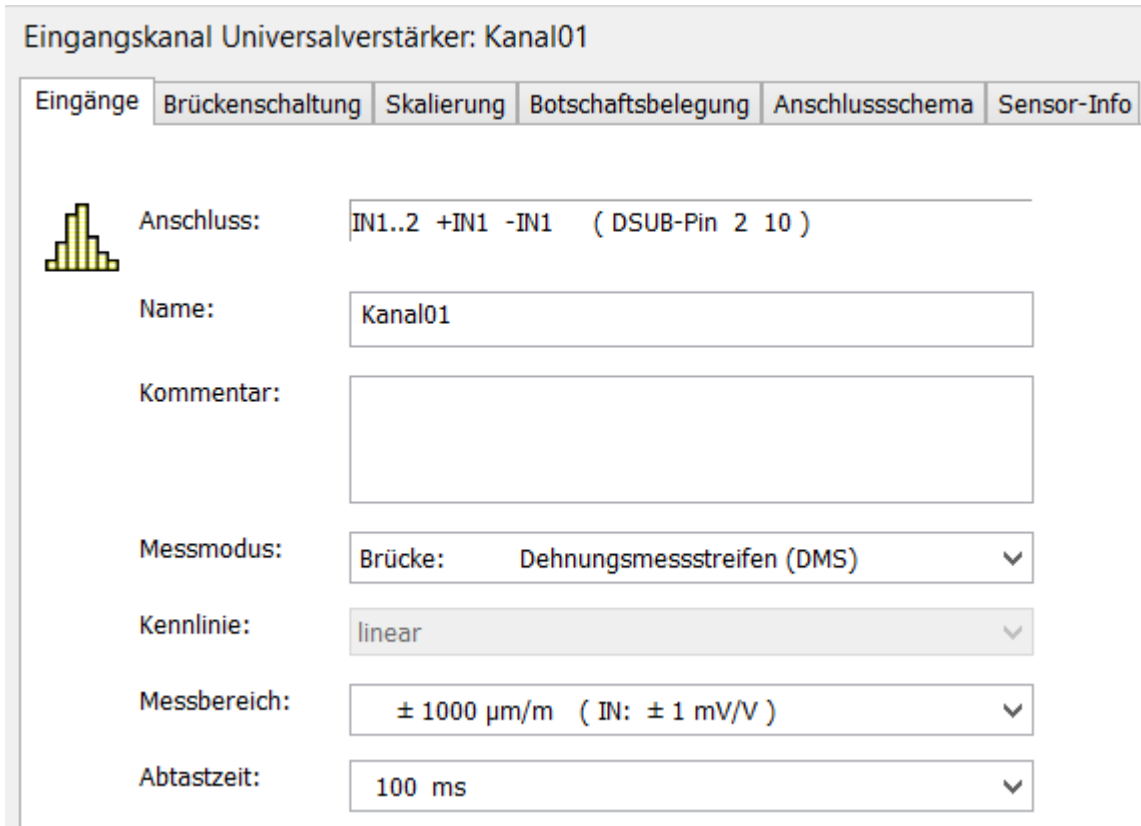 Eingangskanal Universalverstärker: Kanal01
Eingänge Brückenschaltung Skalierung Botschaftsbelegung Anschlussschema Sensor-Info
Anschluss: IN1..2 +IN1 -IN1 ( DSUB-Pin 2 10 )
Name: Kanal01
Kommentar:
Messmodus: Brücke: Dehnungsmessstreifen (DMS)
Kennlinie: linear
Messbereich: ± 1000 µm/m ( IN: ± 1 mV/V )
Abtastzeit: 100 ms